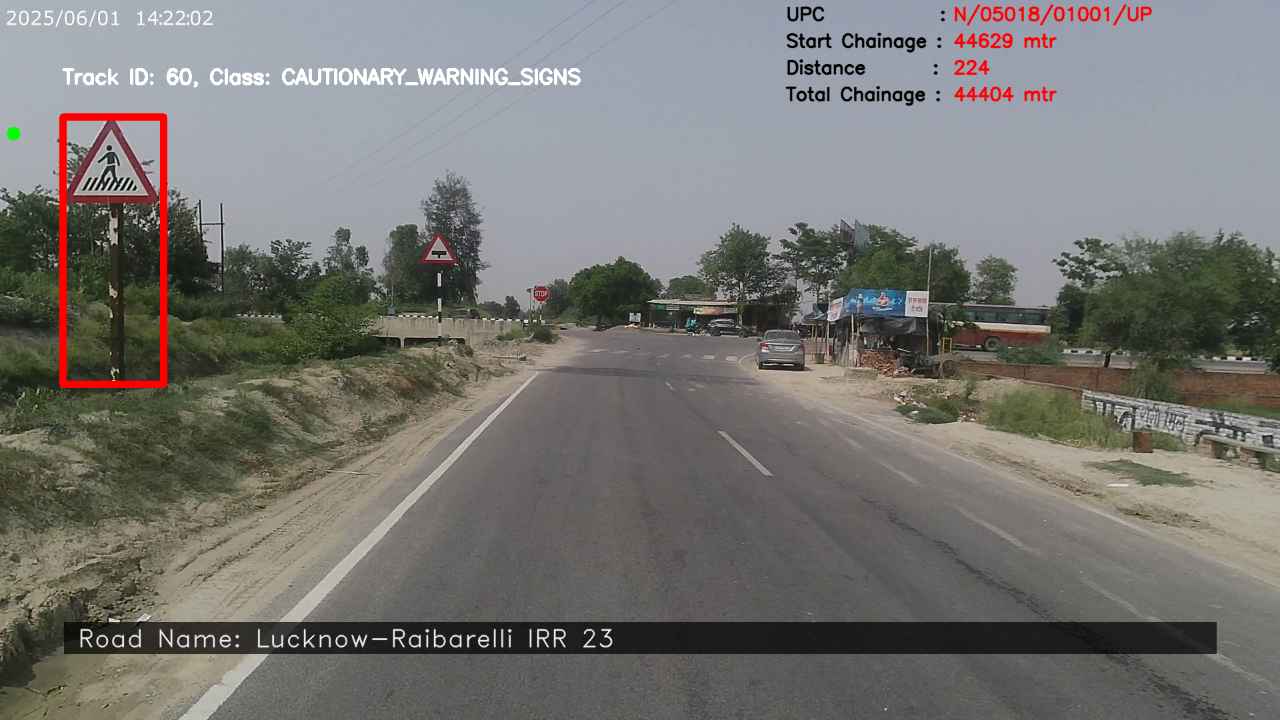 2025/06/01 14:22:02
UPC : N/05018/01001/UP
Start Chainage : 44629 mtr
Distance : 224
Total Chainage : 44404 mtr
Track ID: 60, Class: CAUTIONARY_WARNING_SIGNS
STOP
Road Name: Lucknow-Raibarelli IRR 23